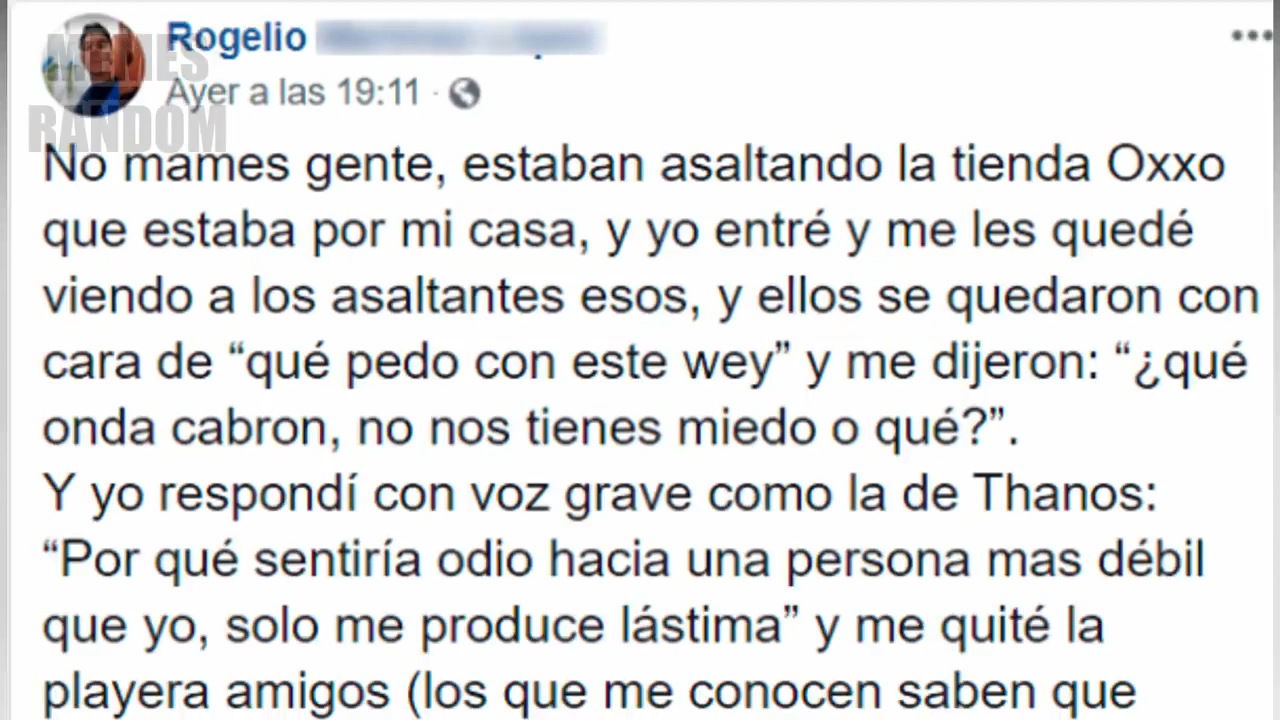 Rogelio
Ayer a las 19:11 ·
MEMES
RANDOM
No mames gente, estaban asaltando la tienda Oxxo
que estaba por mi casa, y yo entré y me les quedé
viendo a los asaltantes esos, y ellos se quedaron con
cara de “qué pedo con este wey” y me dijeron: “¿qué
onda cabron, no nos tienes miedo o qué?”.
Y yo respondí con voz grave como la de Thanos:
“Por qué sentiría odio hacia una persona mas débil
que yo, solo me produce lástima” y me quité la
playera amigos (los que me conocen saben que